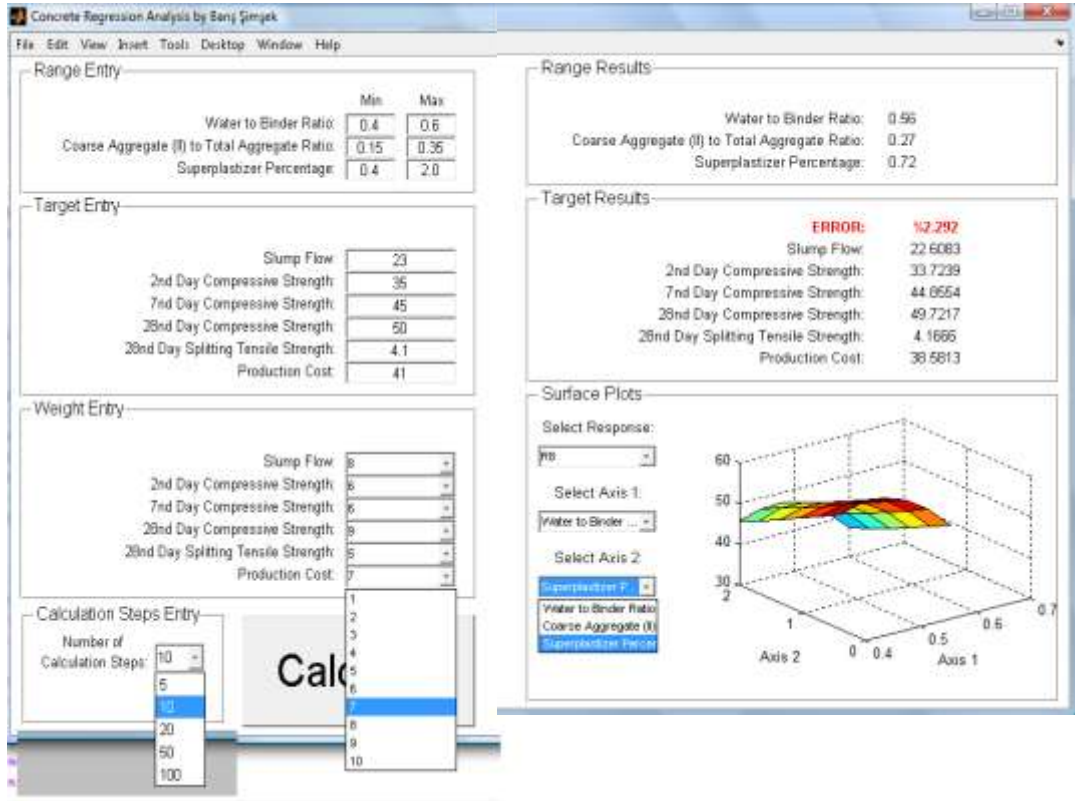 Concrete Regression Analysis by Barış Şimşek
File Edit View Insert Tools Desktop Window Help
Range Entry
Min Max
Water to Binder Ratio: 0.4 0.6
Coarse Aggregate (II) to Total Aggregate Ratio: 0.15 0.35
Superplastizer Percentage: 0.4 2.0
Target Entry
Slump Flow: 23
2nd Day Compressive Strength: 35
7nd Day Compressive Strength: 45
28nd Day Compressive Strength: 50
28nd Day Splitting Tensile Strength: 4.1
Production Cost: 41
Weight Entry
Slump Flow: 8
2nd Day Compressive Strength: 6
7nd Day Compressive Strength: 6
28nd Day Compressive Strength: 9
28nd Day Splitting Tensile Strength:
Production Cost: 7
1
2
3
4
5
6
7
8
9
10
Calculation Steps Entry
Number of
Calculation Steps: 10
5
10
20
50
100
Calc
Range Results
Water to Binder Ratio: 0.56
Coarse Aggregate (II) to Total Aggregate Ratio: 0.27
Superplastizer Percentage: 0.72
Target Results
ERROR: %2.292
Slump Flow: 22.6083
2nd Day Compressive Strength: 33.7239
7nd Day Compressive Strength: 44.8554
28nd Day Compressive Strength: 49.7217
28nd Day Splitting Tensile Strength: 4.1666
Production Cost: 38.5813
Surface Plots
Select Response:
Select Axis 1:
Water to Binder ...
Select Axis 2
Superplastizer P...
Water to Binder Ratio
Coarse Aggregate (II)
Superplastizer Percen
60
50
40
30
2
1
0
0.4
0.5
0.6
0.7
Axis 2
Axis 1